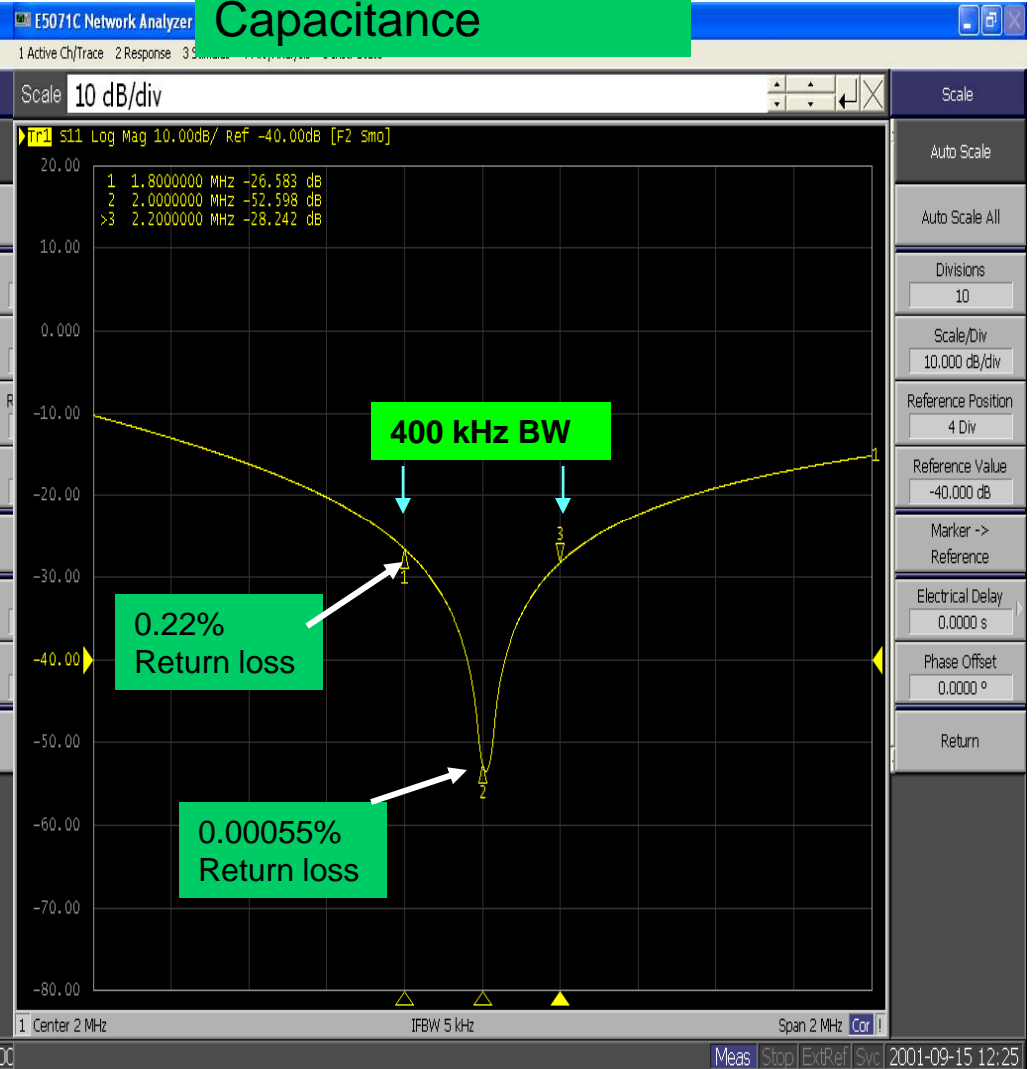 Capacitance
E5071C Network Analyzer
1 Active Ch/Trace 2 Response
Scale 10 dB/div
Scale
Tr1 S11 Log Mag 10.00dB/ Ref -40.00dB [F2 Smo]
1 1.8000000 MHz -26.583 dB
2 2.0000000 MHz -52.598 dB
>3 2.2000000 MHz -28.242 dB
20.00
10.00
0.000
-10.00
-20.00
-30.00
-40.00
-50.00
-60.00
-70.00
-80.00
400 kHz BW
1
3
1
2
0.22%
Return loss
0.00055%
Return loss
Auto Scale
Auto Scale All
Divisions
10
Scale/Div
10.000 dB/div
Reference Position
4 Div
Reference Value
-40.000 dB
Marker ->
Reference
Electrical Delay
0.0000 s
Phase Offset
0.0000 °
Return
1 Center 2 MHz IFBW 5 kHz Span 2 MHz Cor !
Meas Stop ExtRef Svc 2001-09-15 12:25